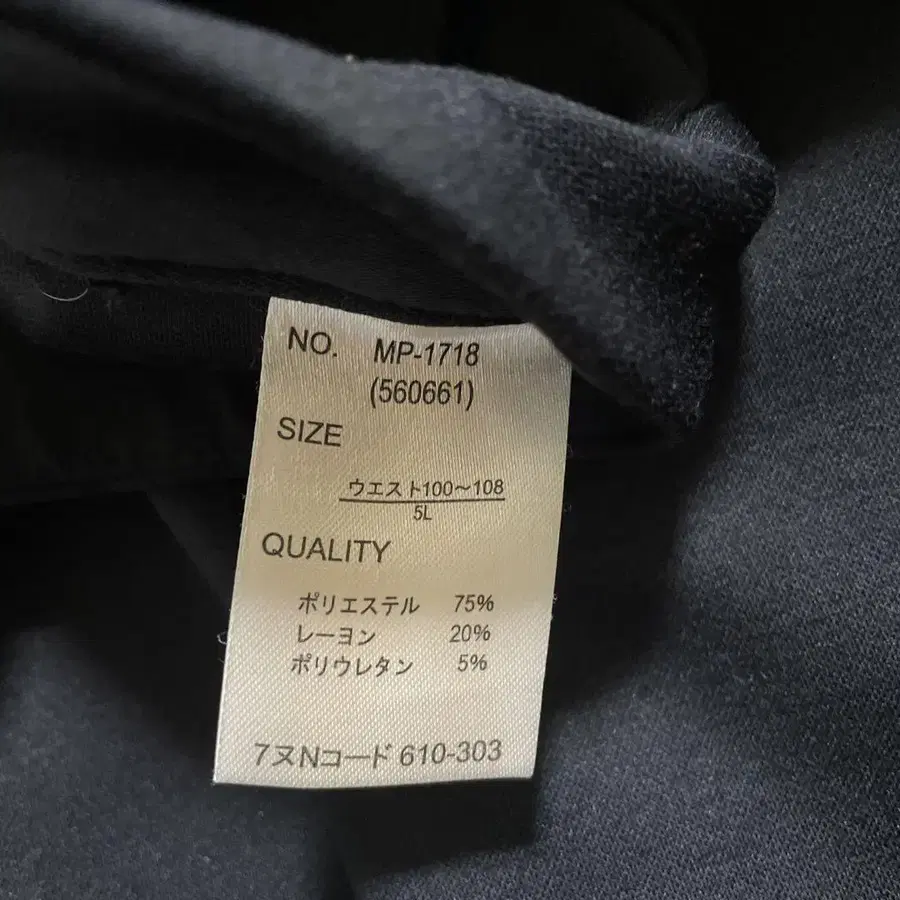 NO. MP-1718
(560661)
SIZE
ウエスト100〜108
5L
QUALITY
ポリエステル 75%
レーヨン 20%
ポリウレタン 5%
7ヌNコード 610-303